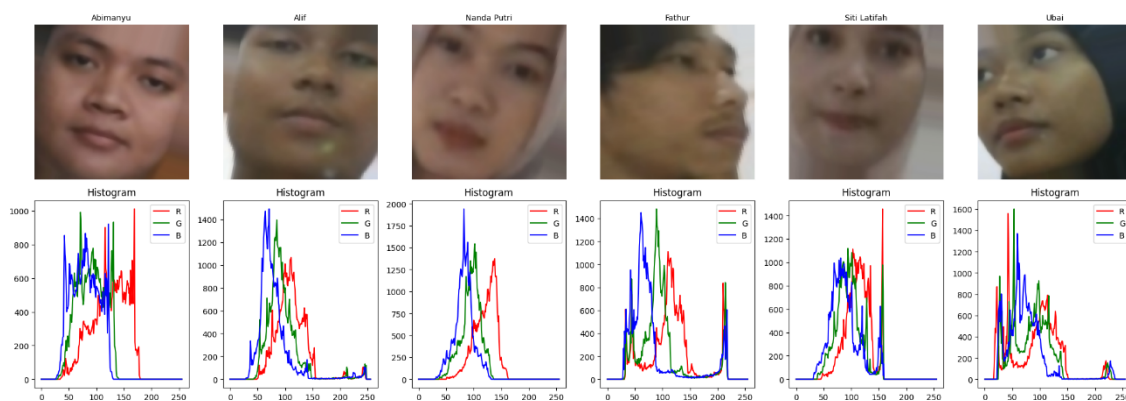 Abimanyu
Alif
Nanda Putri
Fathur
Siti Latifah
Ubai
Histogram
Histogram
Histogram
Histogram
Histogram
Histogram
1000
800
600
400
200
0
0 50 100 150 200 250
R
G
B
1400
1200
1000
800
600
400
200
0
0 50 100 150 200 250
R
G
B
2000
1750
1500
1250
1000
750
500
250
0
0 50 100 150 200 250
R
G
B
1400
1200
1000
800
600
400
200
0
0 50 100 150 200 250
R
G
B
1400
1200
1000
800
600
400
200
0
0 50 100 150 200 250
R
G
B
1600
1400
1200
1000
800
600
400
200
0
0 50 100 150 200 250
R
G
B